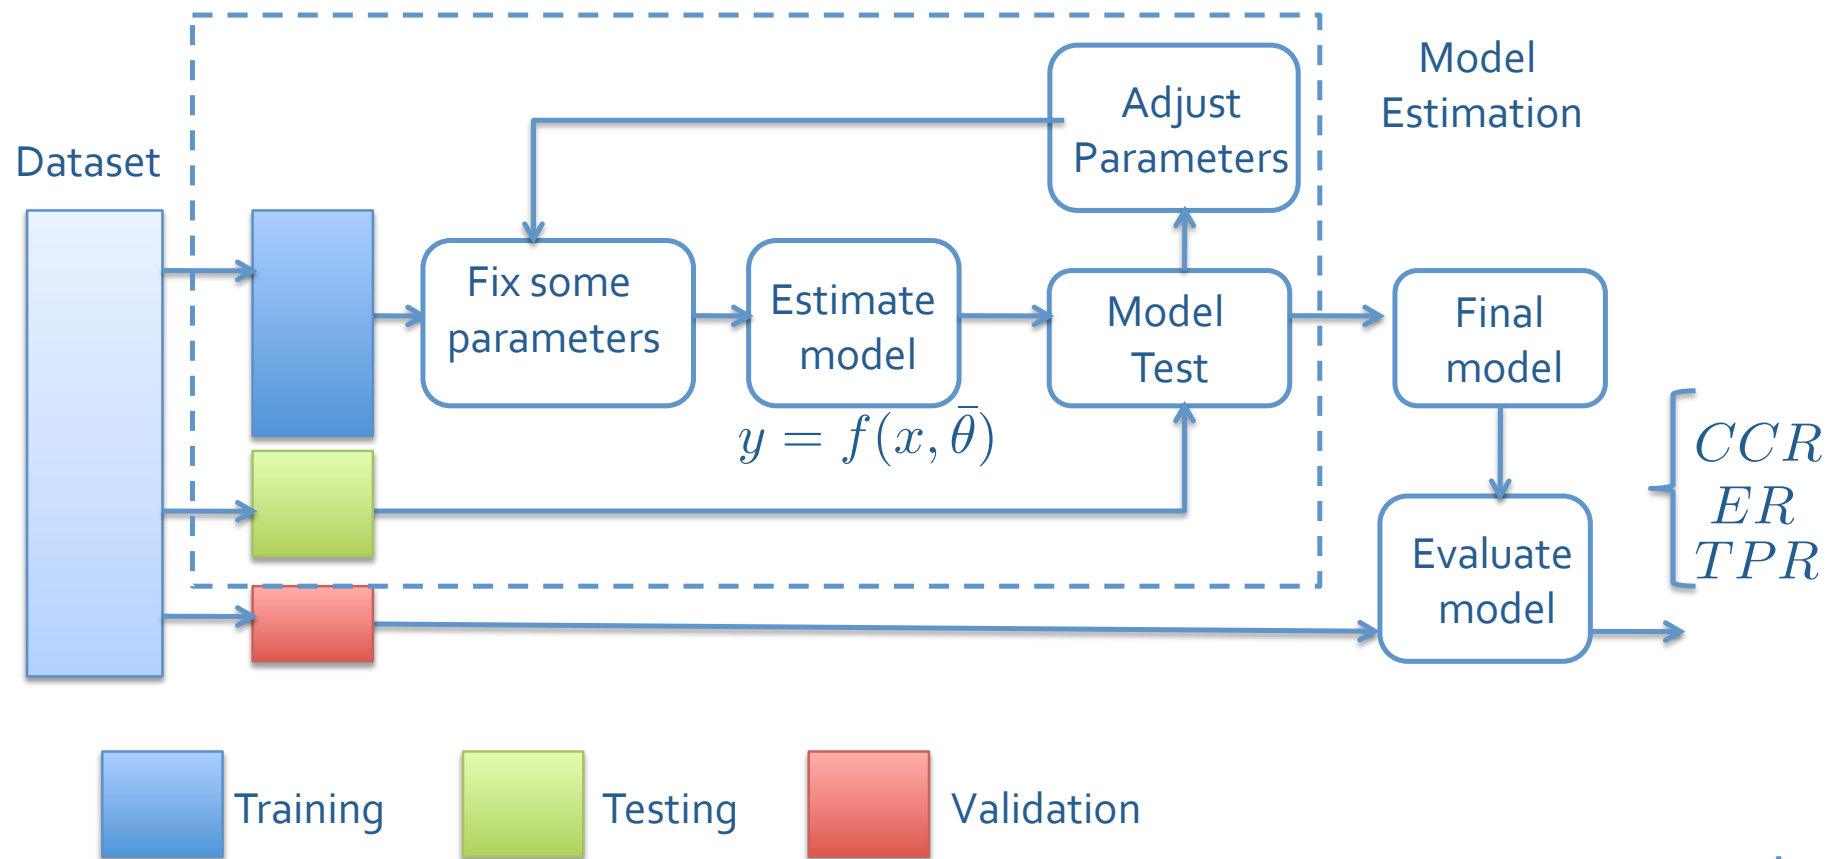 Model
Estimation
Adjust
Parameters
Dataset
Fix some
parameters
Estimate
model
Model
Test
Final
model
y = f(x, θ̄)
CCR
ER
TPR
Evaluate
model
Training
Testing
Validation